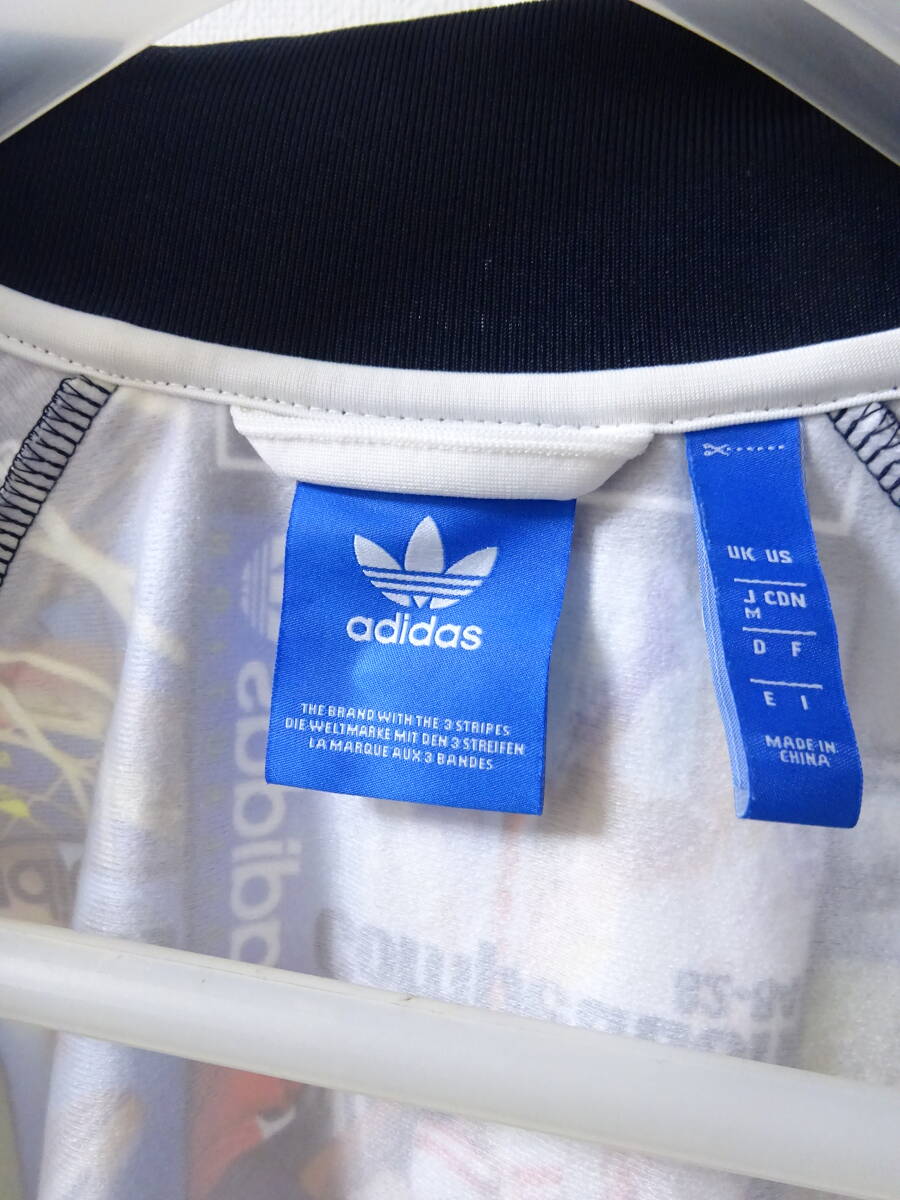 adidas
THE BRAND WITH THE 3 STRIPES
DIE WELTMARKE MIT DEN 3 STREIFEN
LA MARQUE AUX 3 BANDES
UK US
J CDN
M
D F
E I
MADE IN
CHINA
adidas